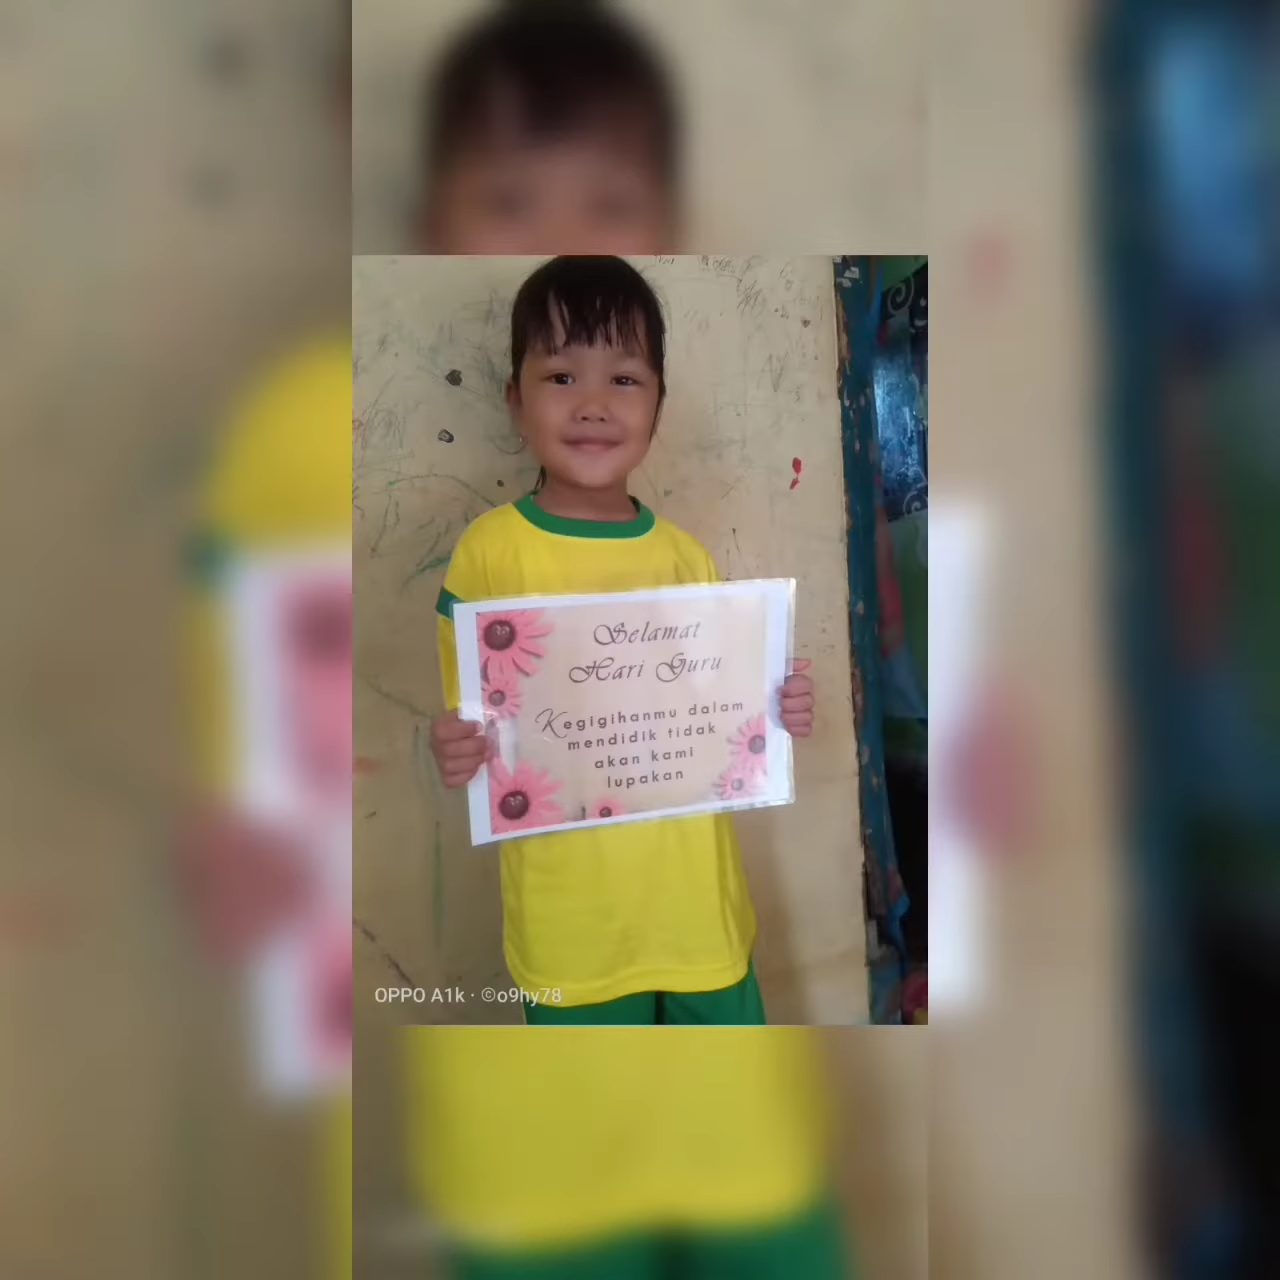 Selamat
Hari Guru
Kegigihanmu dalam
mendidik tidak
akan kami
lupakan
OPPO A1k · ©o9hy78